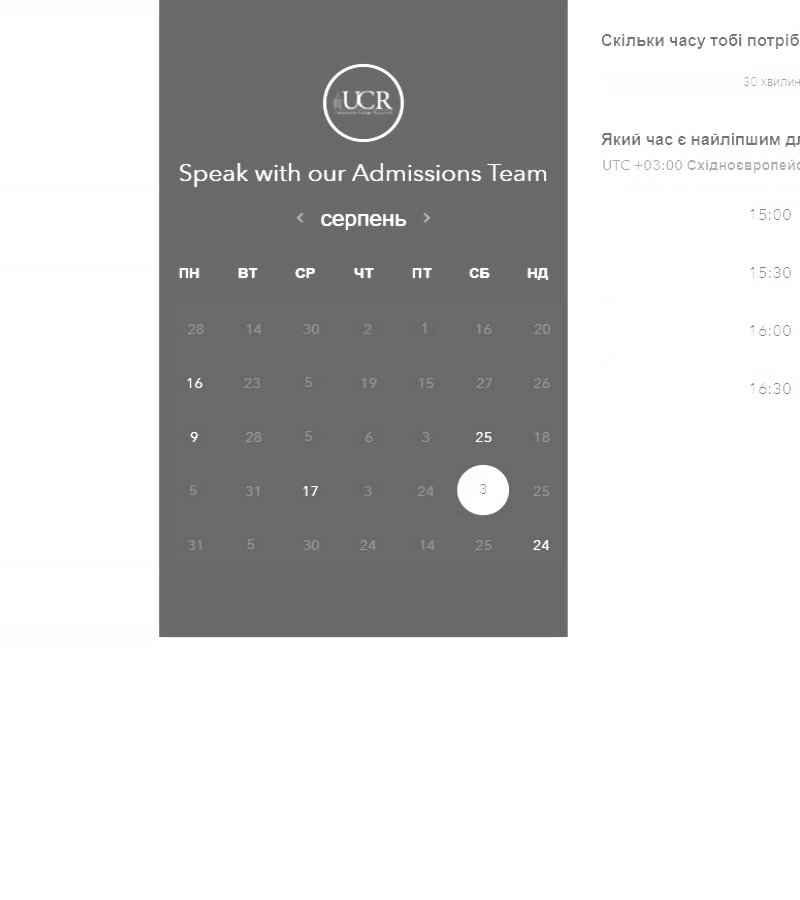 UCR
Speak with our Admissions Team
< серпень >
ПН ВТ СР ЧТ ПТ СБ НД
28 14 30 2 1 16 20
16 23 5 19 15 27 26
9 28 5 6 3 25 18
5 31 17 3 24 3 25
31 5 30 24 14 25 24
Скільки часу тобі потріб
30 хвилин
Який час є найліпшим дл
UTC +03:00 Східноєвропейс
15:00
15:30
16:00
16:30